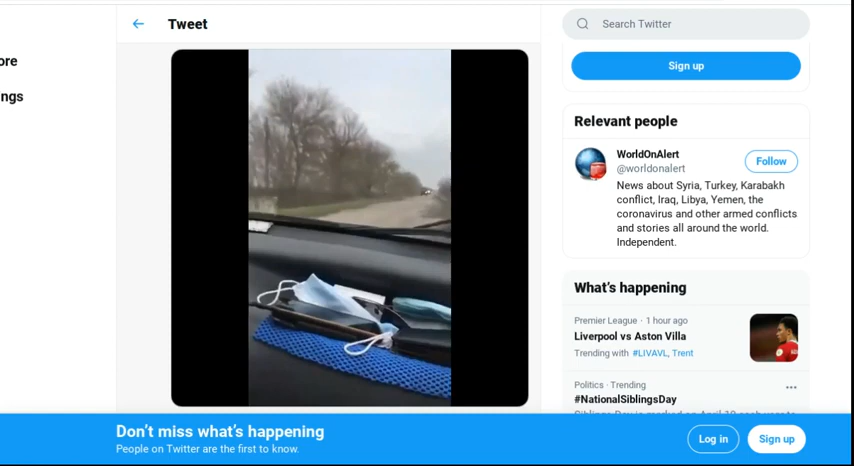 Tweet
Search Twitter
ore
ngs
Sign up
Relevant people
WorldOnAlert
@worldonalert
Follow
News about Syria, Turkey, Karabakh
conflict, Iraq, Libya, Yemen, the
coronavirus and other armed conflicts
and stories all around the world.
Independent.
What's happening
Premier League · 1 hour ago
Liverpool vs Aston Villa
Trending with #LIVAVL, Trent
Politics · Trending
#NationalSiblingsDay
Don't miss what's happening
People on Twitter are the first to know.
Log in
Sign up